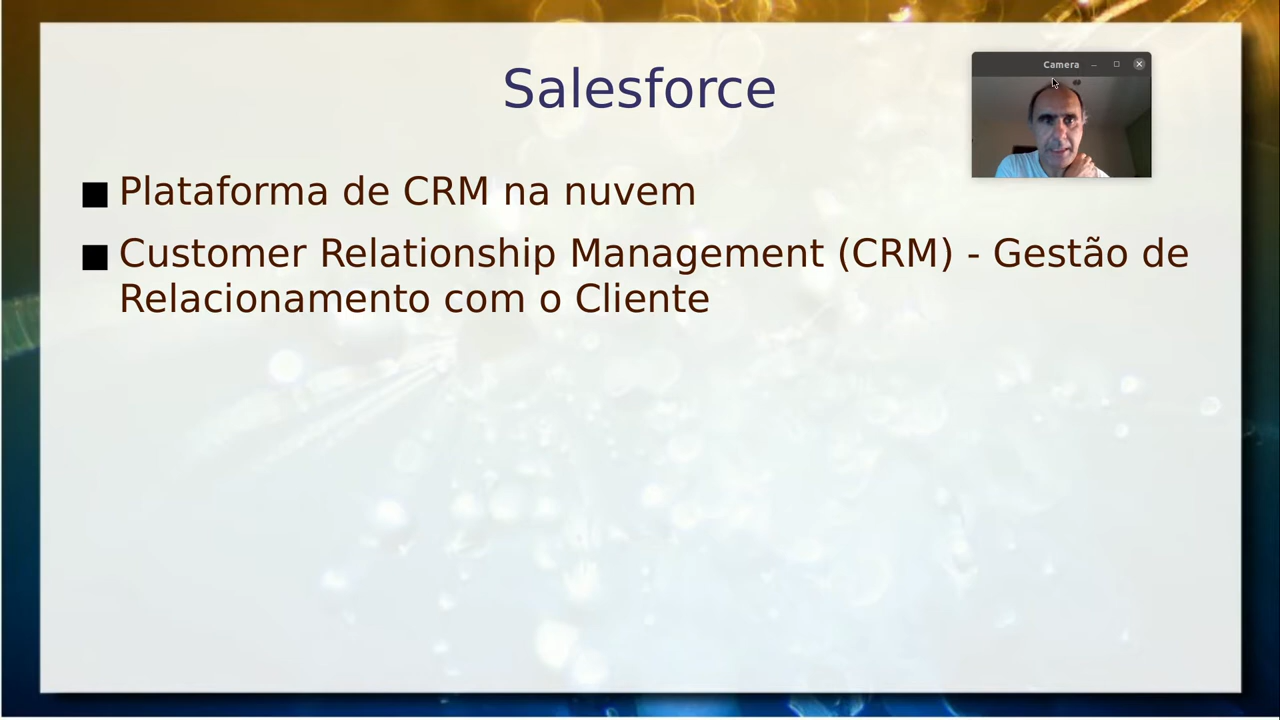 Salesforce
Camera
Plataforma de CRM na nuvem
Customer Relationship Management (CRM) - Gestão de
Relacionamento com o Cliente